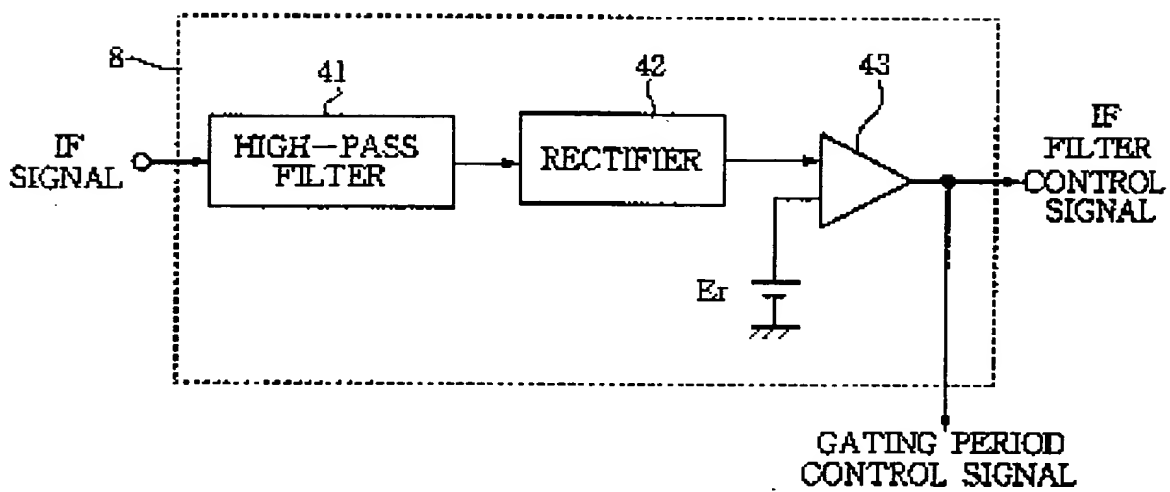 8
41
42
43
IF
SIGNAL
HIGH-PASS
FILTER
RECTIFIER
Er
IF
FILTER
CONTROL
SIGNAL
GATING PERIOD
CONTROL SIGNAL